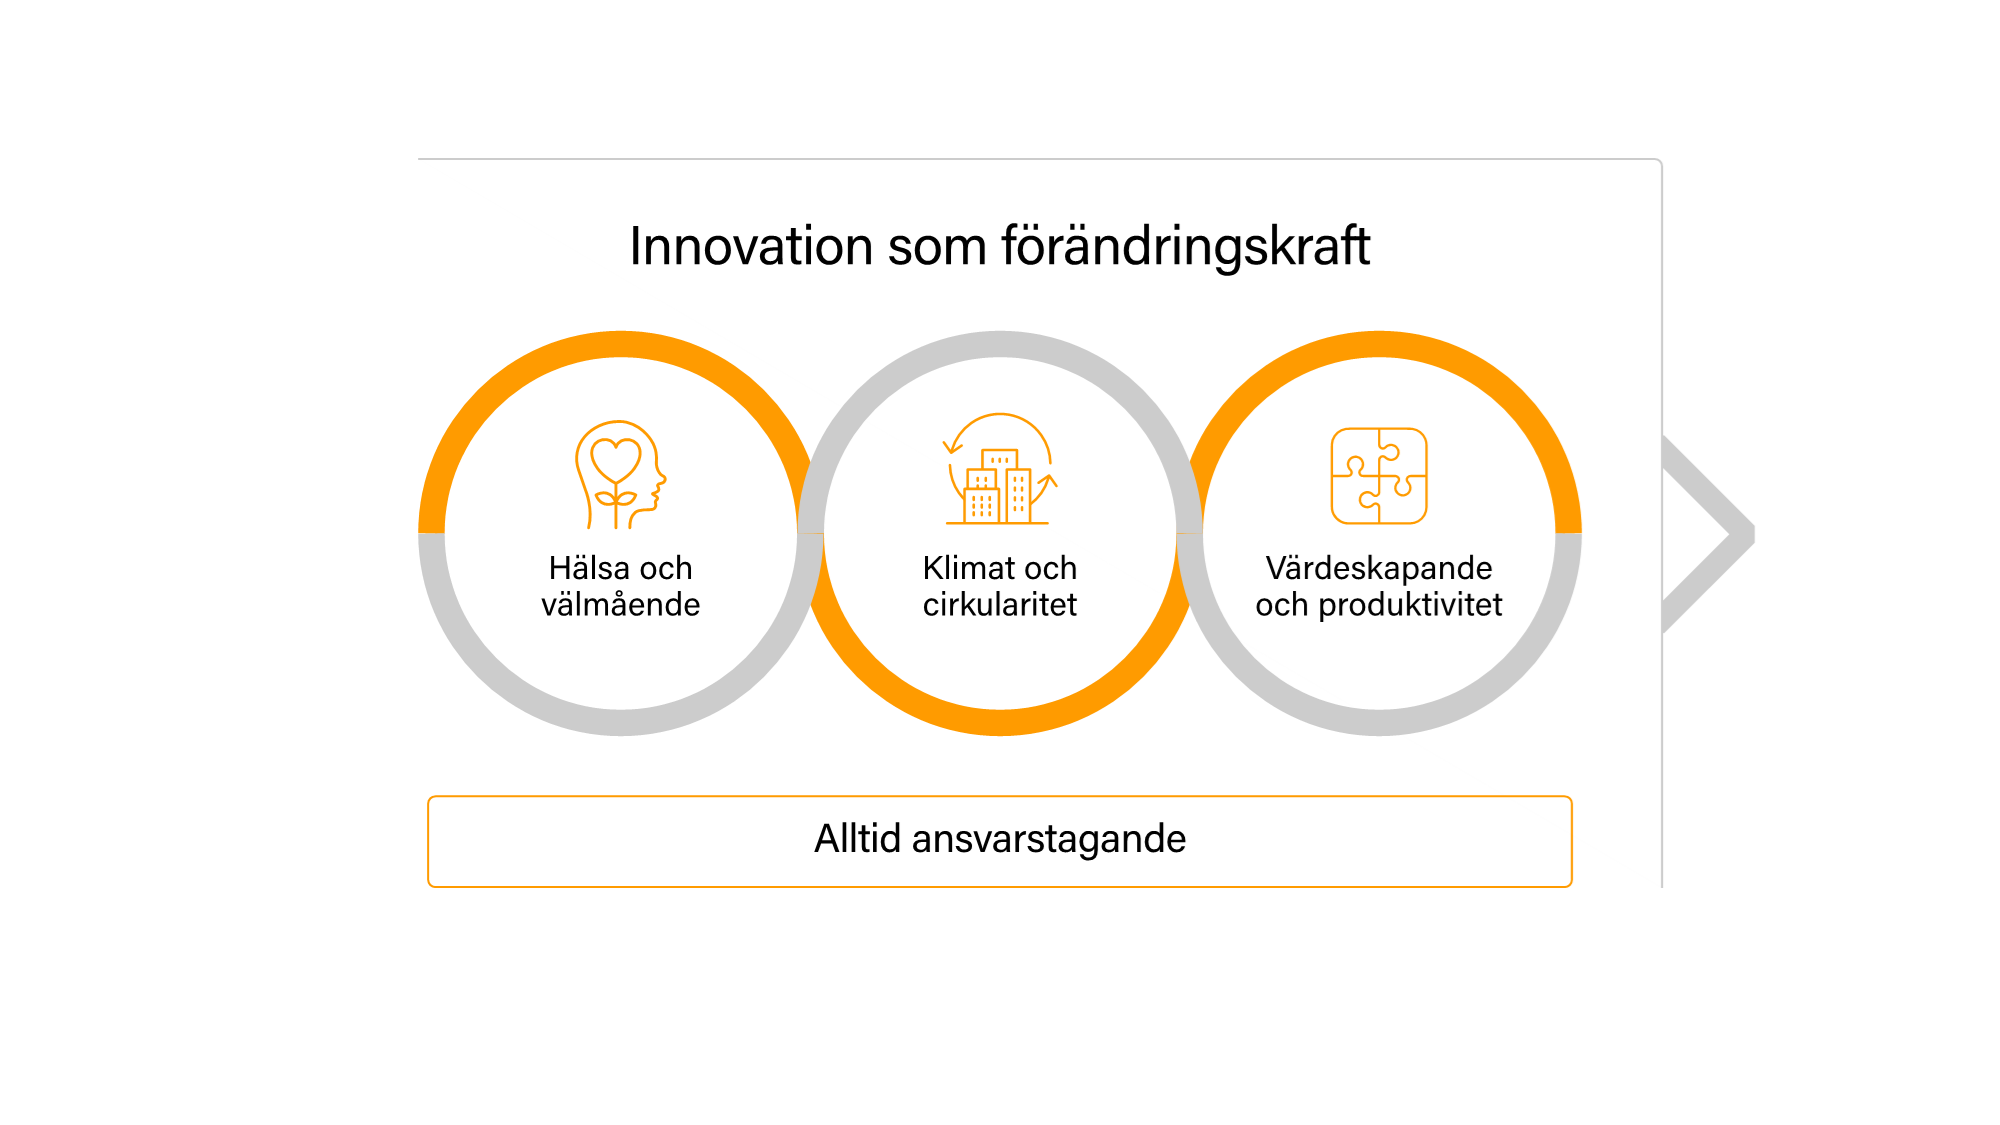 Innovation som förändringskraft
Hälsa och
välmående
Klimat och
cirkularitet
Värdeskapande
och produktivitet
Alltid ansvarstagande